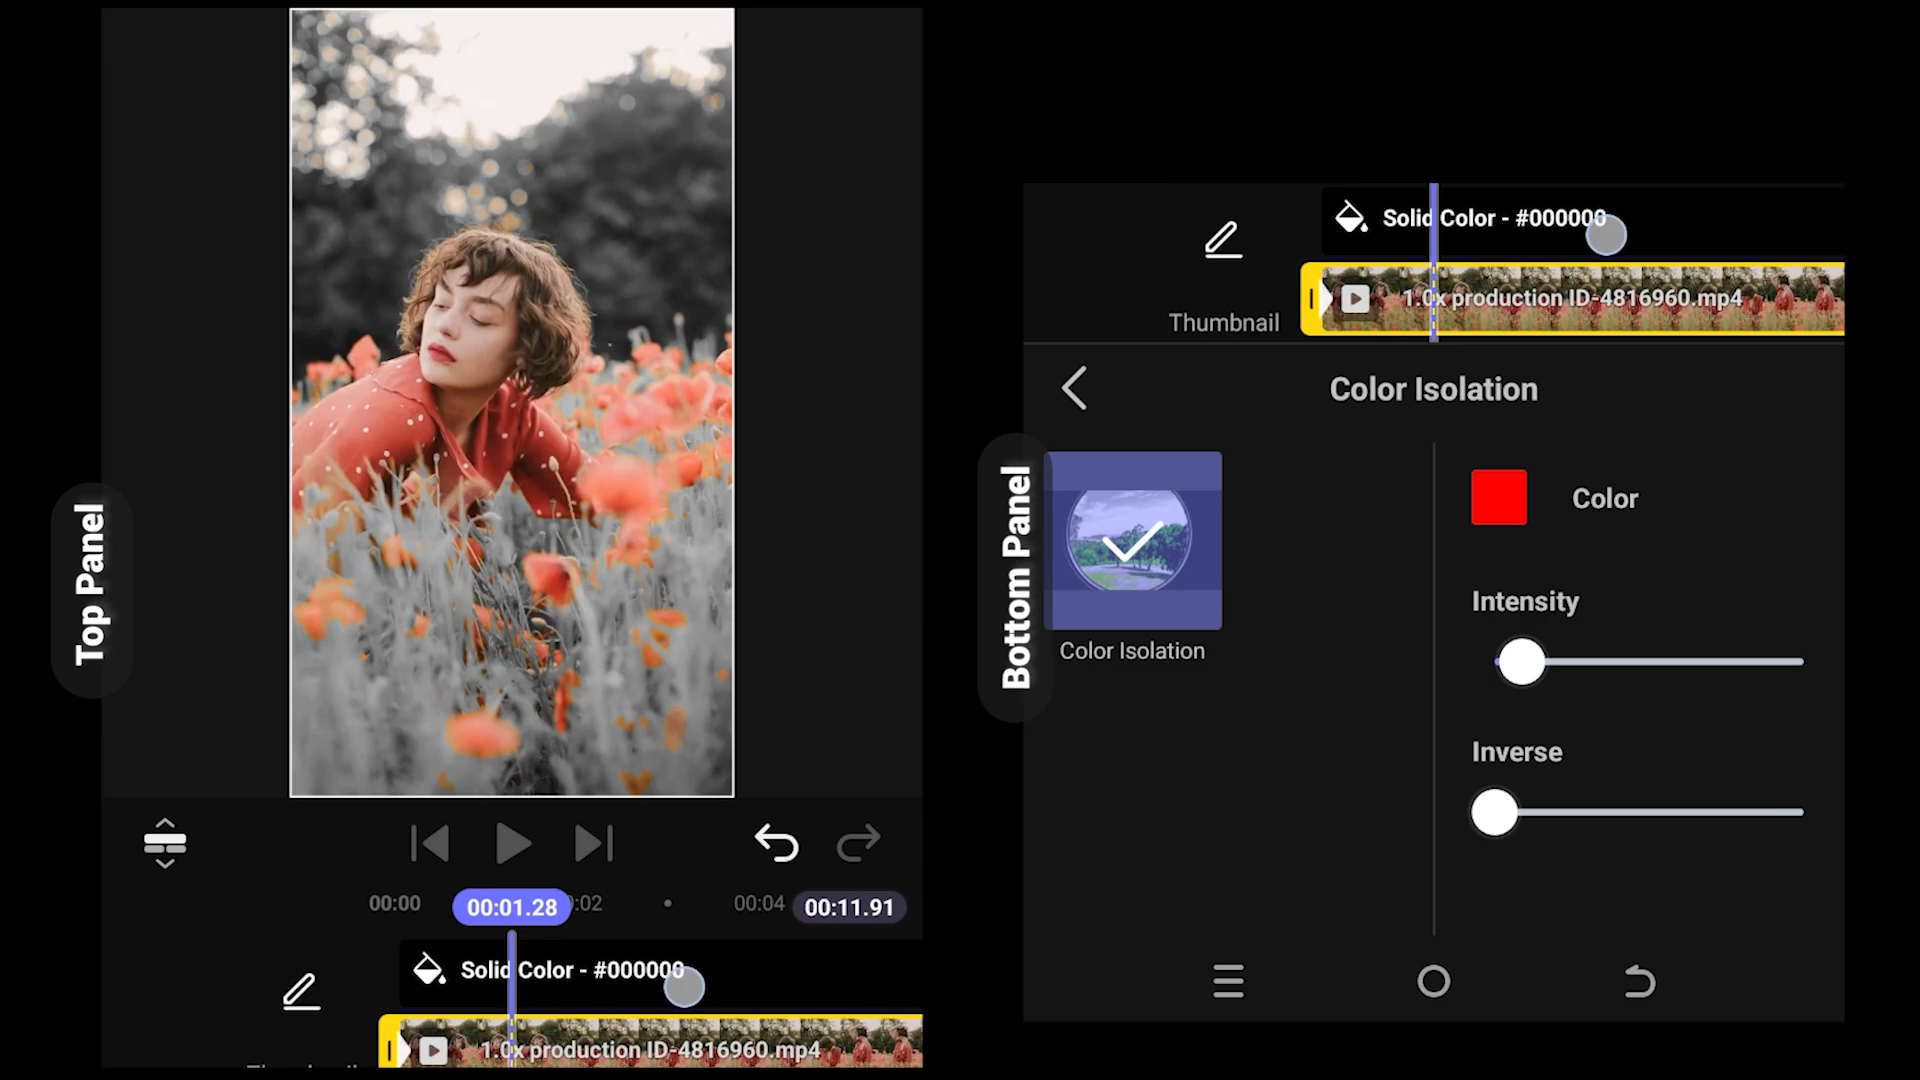 Top Panel
00:00
00:01.28
:02
00:04
00:11.91
Solid Color - #000000
1.0x production ID-4816960.mp4
Bottom Panel
Solid Color - #000000
1.0x production ID-4816960.mp4
Thumbnail
Color Isolation
Color Isolation
Color
Intensity
Inverse